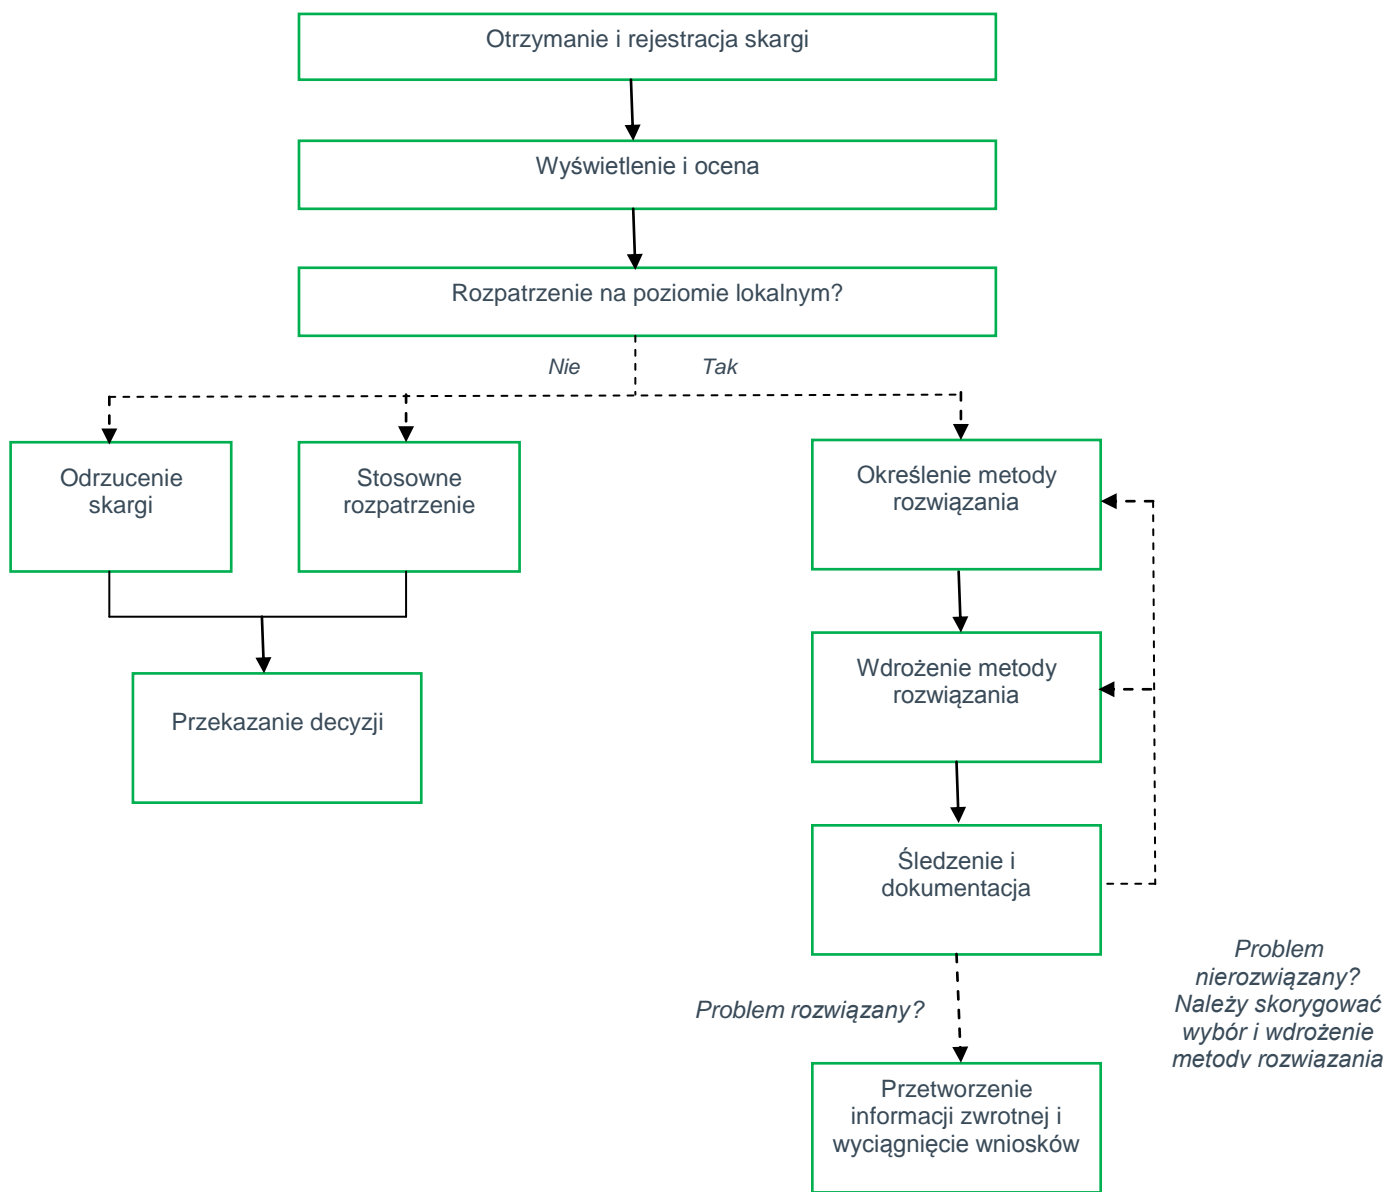 Otrzymanie i rejestracja skargi
Wyświetlenie i ocena
Rozpatrzenie na poziomie lokalnym?
Nie
Tak
Odrzucenie
skargi
Stosowne
rozpatrzenie
Przekazanie decyzji
Określenie metody
rozwiązania
Wdrożenie metody
rozwiązania
Śledzenie i
dokumentacja
Problem
nierozwiązany?
Należy skorygować
wybór i wdrożenie
metody rozwiazania
Problem rozwiązany?
Przetworzenie
informacji zwrotnej i
wyciągnięcie wniosków